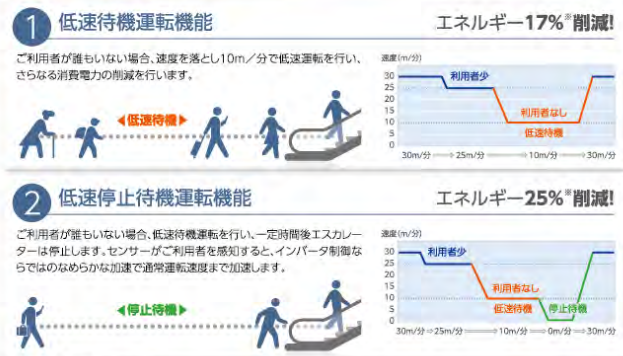 1 低速待機運転機能
エネルギー17%※削減!
ご利用者が誰もいない場合、速度を落とし10m／分で低速運転を行い、
さらなる消費電力の削減を行います。
◀低速待機▶
速度(m/分)
30
25
20
15
10
5
0
利用者少
利用者なし
低速待機
30m/分 ⇒ 25m/分 ⇒ 10m/分 ⇒ 30m/分
2 低速停止待機運転機能
エネルギー25%※削減!
ご利用者が誰もいない場合、低速待機運転を行い、一定時間後エスカレー
ターは停止します。センサーがご利用者を感知すると、インバータ制御な
らではのなめらかな加速で通常運転速度まで加速します。
◀停止待機▶
速度(m/分)
30
25
20
15
10
5
0
利用者少
利用者なし
低速待機
停止待機
30m/分⇒25m/分 ⇒ 10m/分 ⇒ 0m/分 ⇒ 30m/分